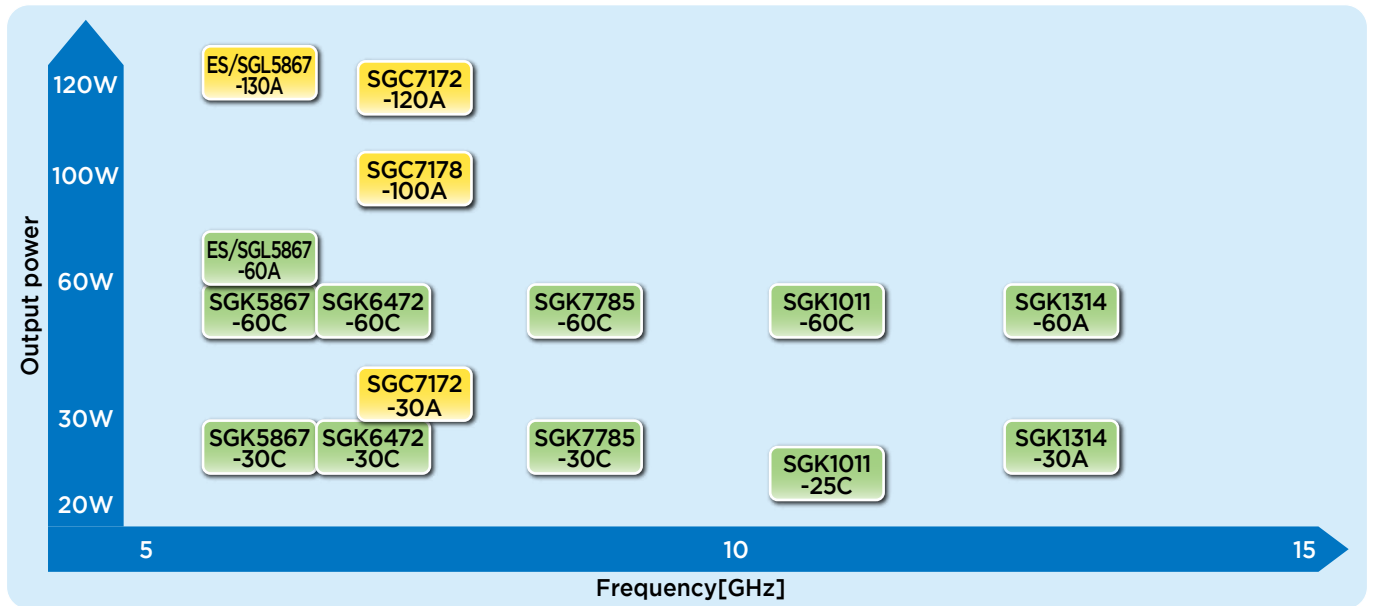 Output power
120W
100W
60W
30W
20W
ES/SGL5867
-130A
SGC7172
-120A
SGC7178
-100A
ES/SGL5867
-60A
SGK5867
-60C
SGK6472
-60C
SGK7785
-60C
SGK1011
-60C
SGK1314
-60A
SGC7172
-30A
SGK5867
-30C
SGK6472
-30C
SGK7785
-30C
SGK1011
-25C
SGK1314
-30A
5
10
15
Frequency[GHz]